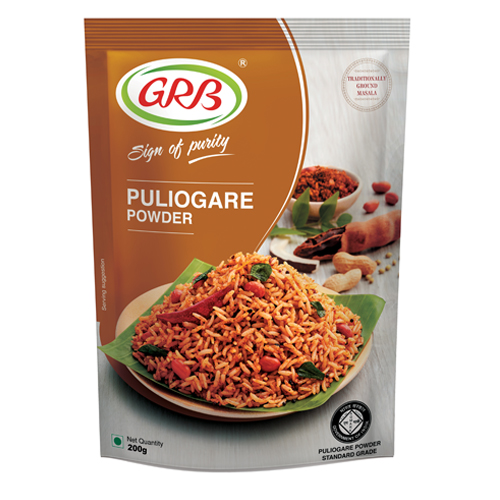 GRB
®
Sign of purity
TRADITIONALLY
GROUND
MASALA
PULIOGARE
POWDER
Serving suggestion
Net Quantity
200g
PULIOGARE POWDER
STANDARD GRADE